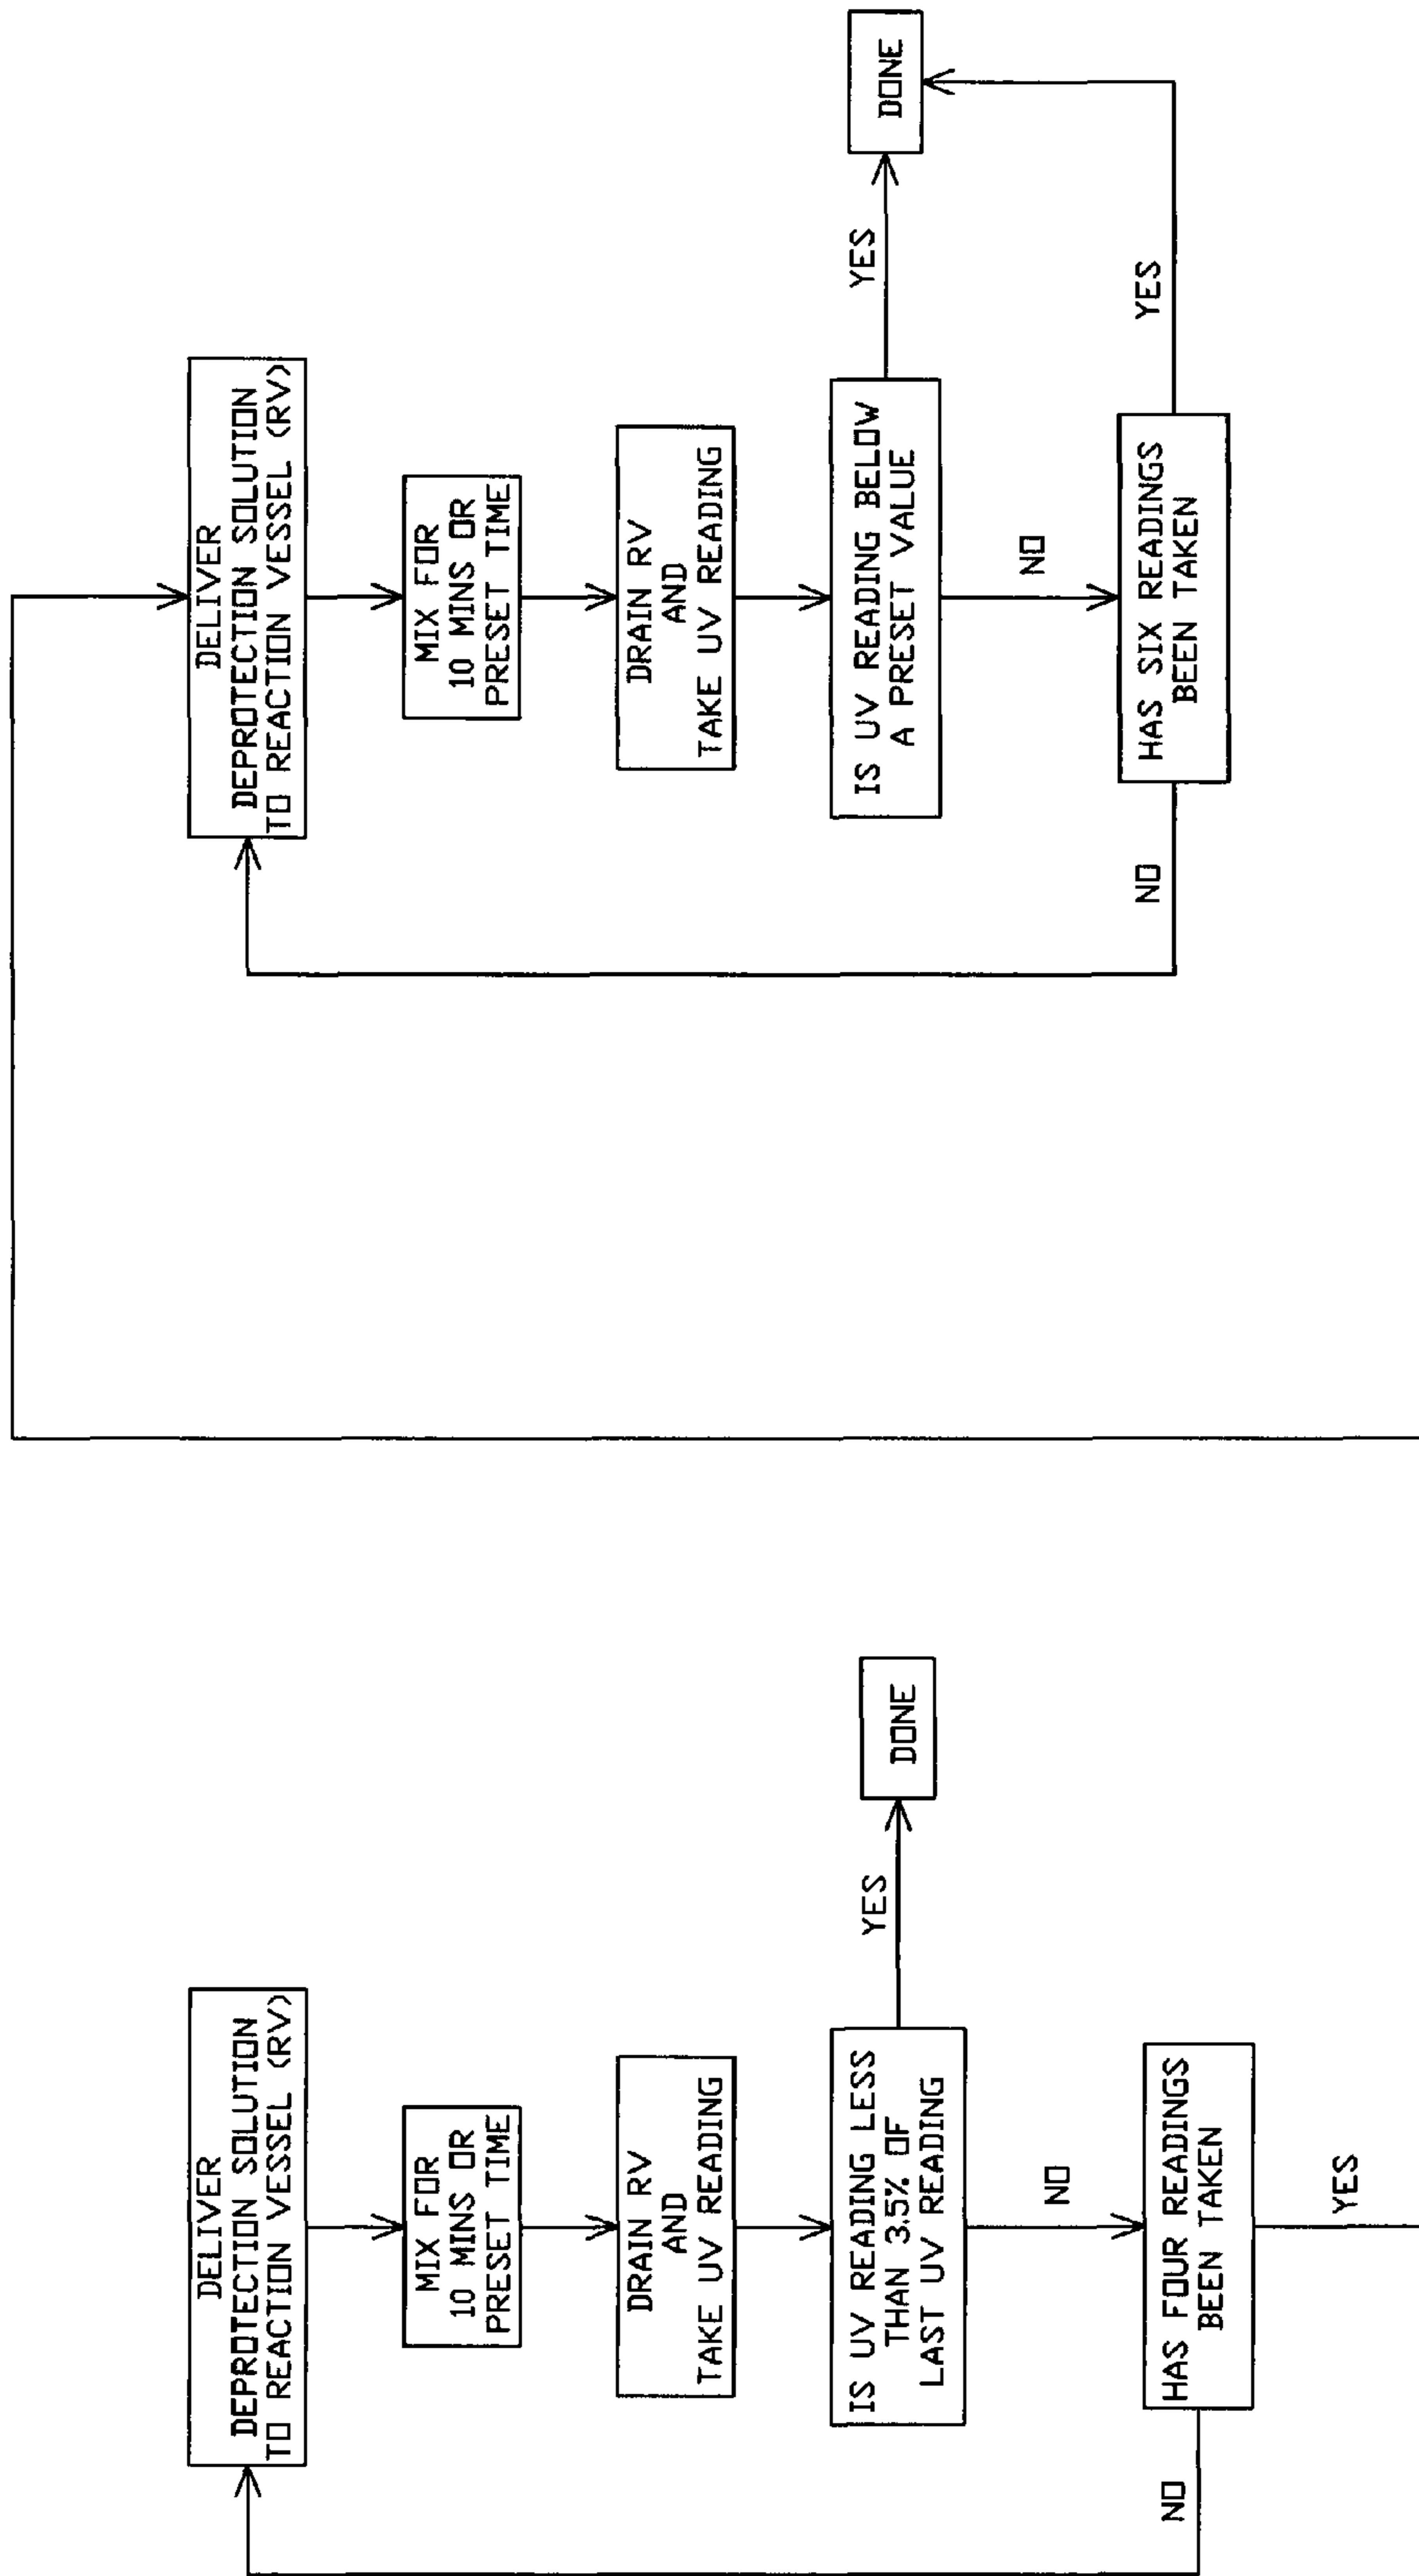 DELIVER
DEPROTECTION SOLUTION
TO REACTION VESSEL (RV)
MIX FOR
10 MINS OR
PRESET TIME
DRAIN RV
AND
TAKE UV READING
IS UV READING LESS
THAN 3.5% OF
LAST UV READING
YES
DONE
NO
HAS FOUR READINGS
BEEN TAKEN
NO
YES
DELIVER
DEPROTECTION SOLUTION
TO REACTION VESSEL (RV)
MIX FOR
10 MINS OR
PRESET TIME
DRAIN RV
AND
TAKE UV READING
IS UV READING BELOW
A PRESET VALUE
YES
DONE
NO
HAS SIX READINGS
BEEN TAKEN
NO
YES